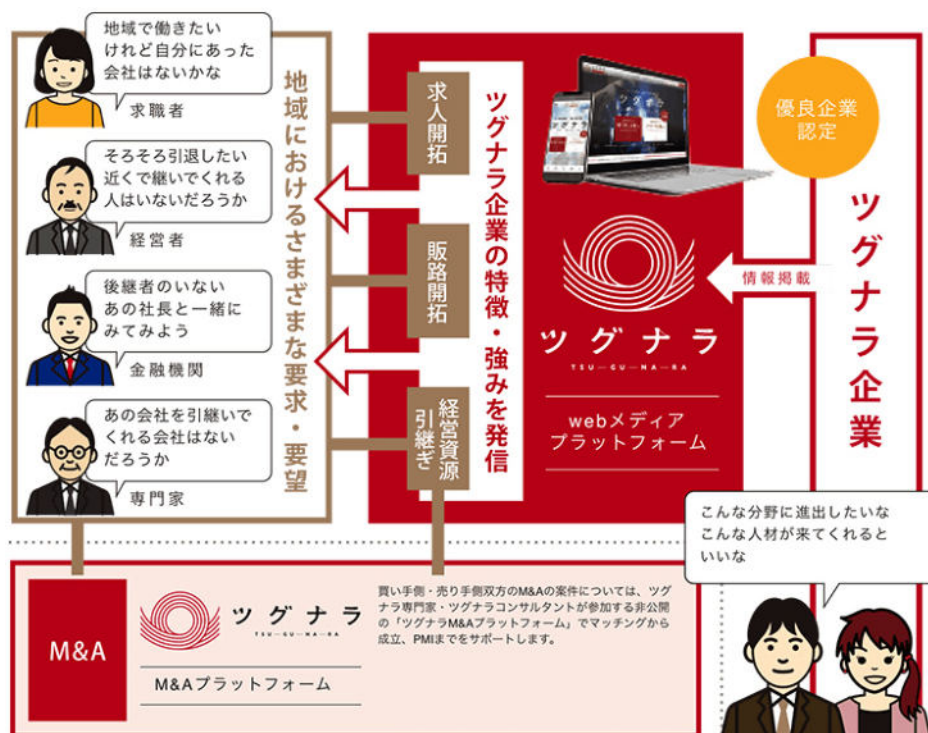 地域で働きたい
けれど自分にあった
会社はないかな
求職者
そろそろ引退したい
近くで継いでくれる
人はいないだろうか
経営者
後継者のいない
あの社長と一緒に
みてみよう
金融機関
あの会社を引継いで
くれる会社はない
だろうか
専門家
地域におけるさまざまな要求・要望
求人開拓
販路開拓
経営資源
引継ぎ
ツグナラ企業の特徴・強みを発信
ツグナラ
TSU—GU—NA—RA
webメディア
プラットフォーム
情報掲載
優良企業
認定
ツグナラ企業
こんな分野に進出したいな
こんな人材が来てくれると
いいな
M&A
ツグナラ
TSU—GU—NA—RA
M&Aプラットフォーム
買い手側・売り手側双方のM&Aの案件については、ツグ
ナラ専門家・ツグナラコンサルタントが参加する非公開
の「ツグナラM&Aプラットフォーム」でマッチングから
成立、PMIまでをサポートします。